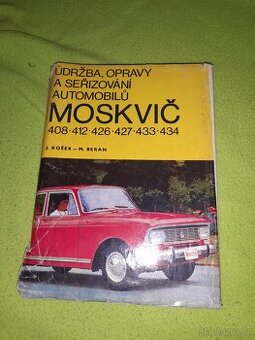 ÚDRŽBA, OPRAVY
A SEŘIZOVÁNÍ
AUTOMOBILŮ
MOSKVIČ
408·412·426·427·433·434
J. KOŠEK – M. BERAN